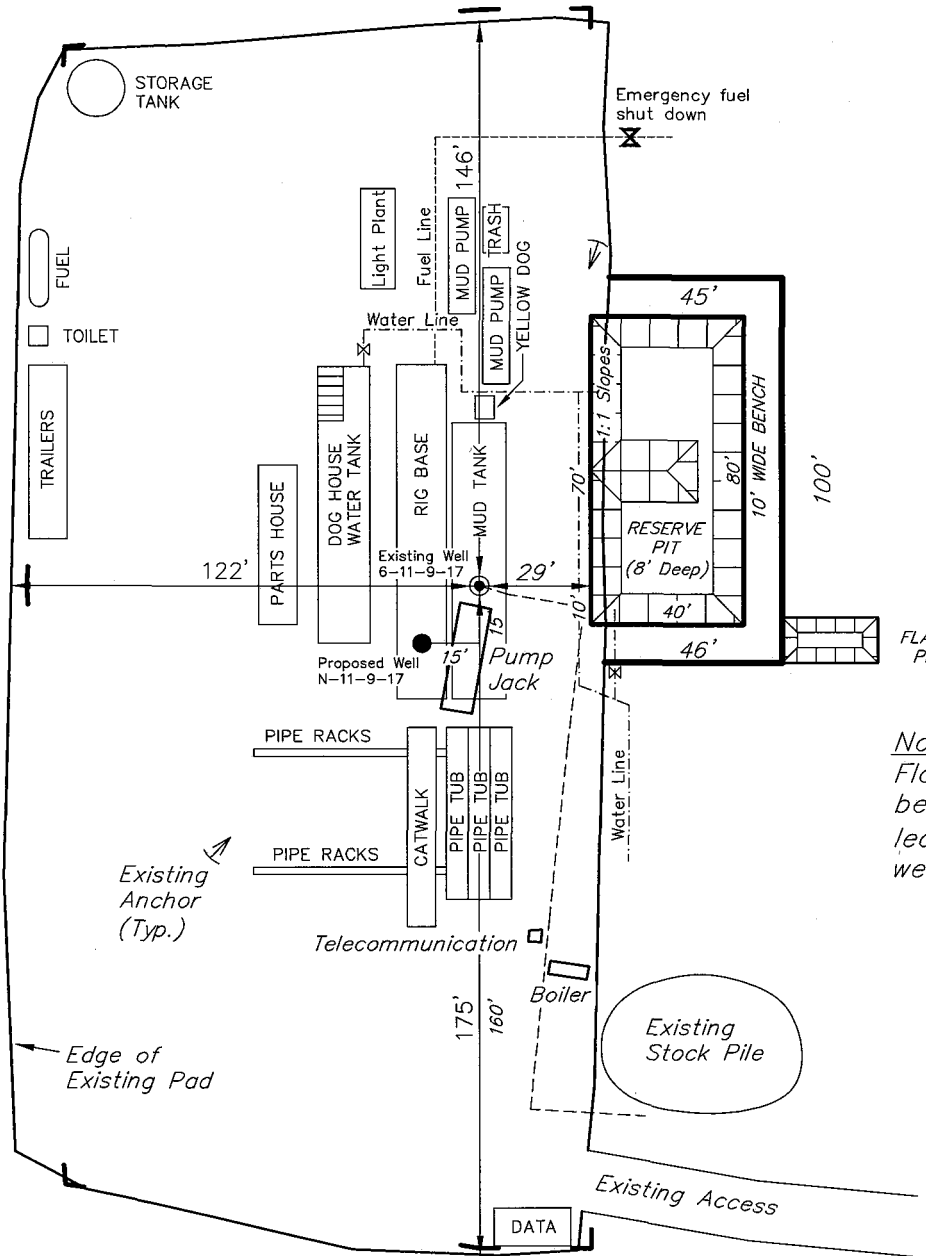 STORAGE
TANK
Emergency fuel
shut down
146'
Light Plant
Fuel Line
MUD PUMP
TRASH
MUD PUMP
YELLOW DOG
FUEL
TOILET
Water Line
TRAILERS
PARTS HOUSE
DOG HOUSE
WATER TANK
RIG BASE
MUD TANK
45'
1:1 Slopes
70'
80'
10' WIDE BENCH
100'
RESERVE
PIT
(8' Deep)
40'
10'
46'
Existing Well
6-11-9-17
122'
29'
Proposed Well
N-11-9-17
15'
15'
Pump
Jack
PIPE RACKS
CATWALK
PIPE TUB
PIPE TUB
PIPE TUB
Water Line
PIPE RACKS
Existing
Anchor
(Typ.)
Telecommunication
Boiler
175'
160'
Existing
Stock Pile
Edge of
Existing Pad
Existing Access
DATA